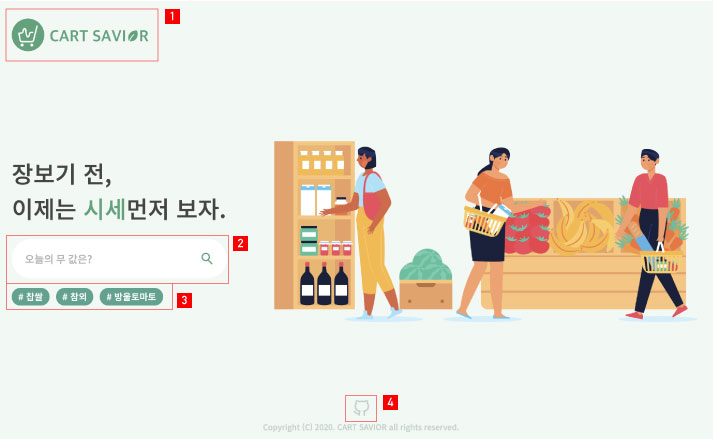 CART SAVIOR
1
장보기 전,
이제는 시세먼저 보자.
오늘의 무 값은?
2
# 찹쌀 # 참외 # 방울토마토
3
4
Copyright (C) 2020. CART SAVIOR all rights reserved.